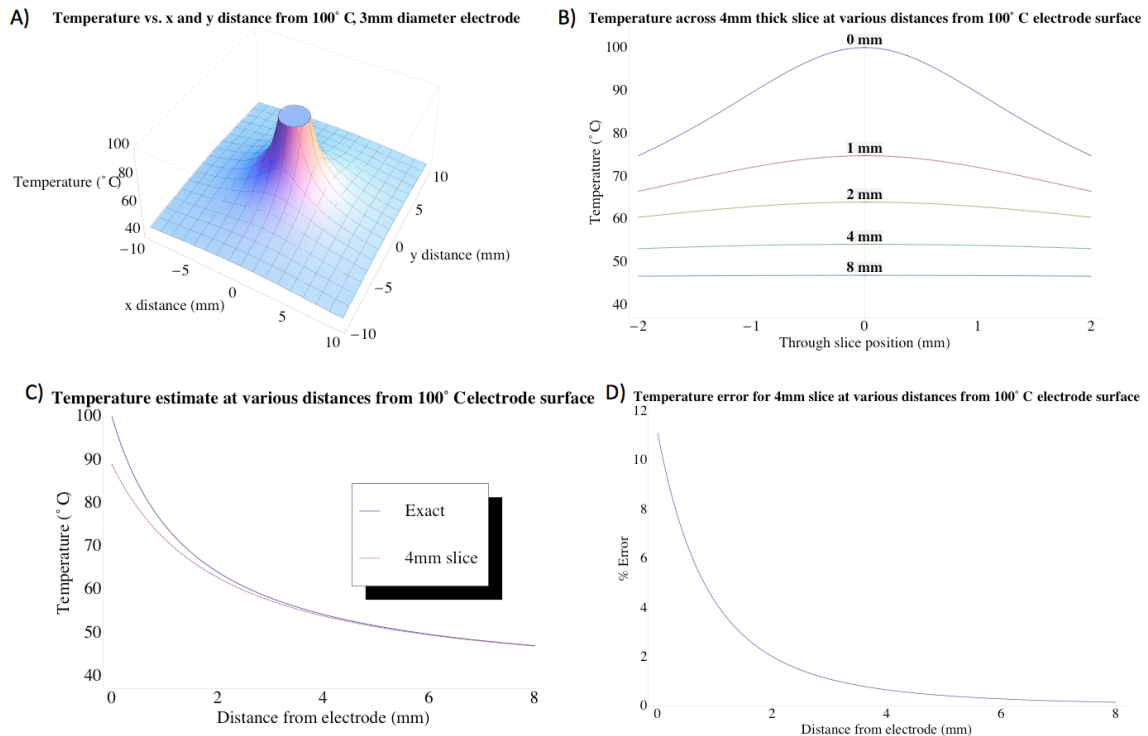 A)
Temperature vs. x and y distance from 100° C, 3mm diameter electrode
100
80
Temperature (°C)
60
40
−10
−5
0
5
10
x distance (mm)
10
5
0
−5
−10
y distance (mm)
B)
Temperature across 4mm thick slice at various distances from 100° C electrode surface
0 mm
1 mm
2 mm
4 mm
8 mm
100
90
80
70
60
50
40
Temperature (°C)
−2
−1
0
1
2
Through slice position (mm)
C)
Temperature estimate at various distances from 100° Celectrode surface
100
90
80
70
60
50
40
Temperature (°C)
Exact
4mm slice
0
2
4
6
8
Distance from electrode (mm)
D)
Temperature error for 4mm slice at various distances from 100° C electrode surface
12
10
8
6
4
2
0
% Error
0
2
4
6
8
Distance from electrode (mm)